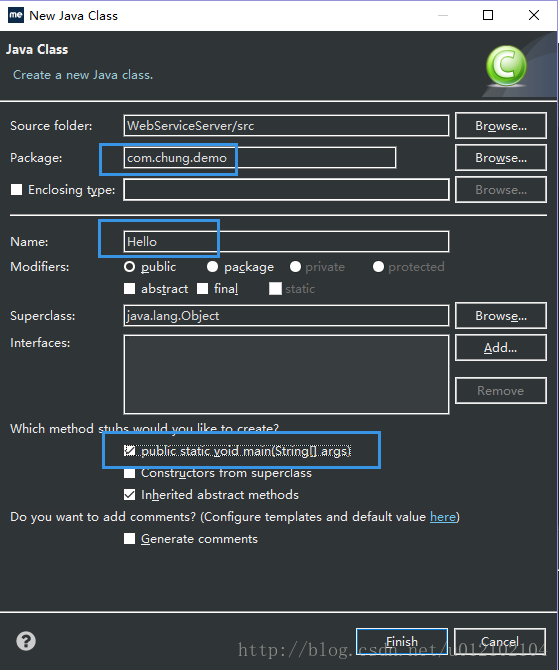 me New Java Class
Java Class
Create a new Java class.
C
Source folder: WebServiceServer/src Browse...
Package: com.chung.demo Browse...
Enclosing type: Browse...
Name: Hello
Modifiers: public package private protected
abstract final static
Superclass: java.lang.Object Browse...
Interfaces: Add...
Remove
Which method stubs would you like to create?
public static void main(String[] args)
Constructors from superclass
Inherited abstract methods
Do you want to add comments? (Configure templates and default value here)
Generate comments
? Finish Cancel
http://blog.csdn.net/u012102104